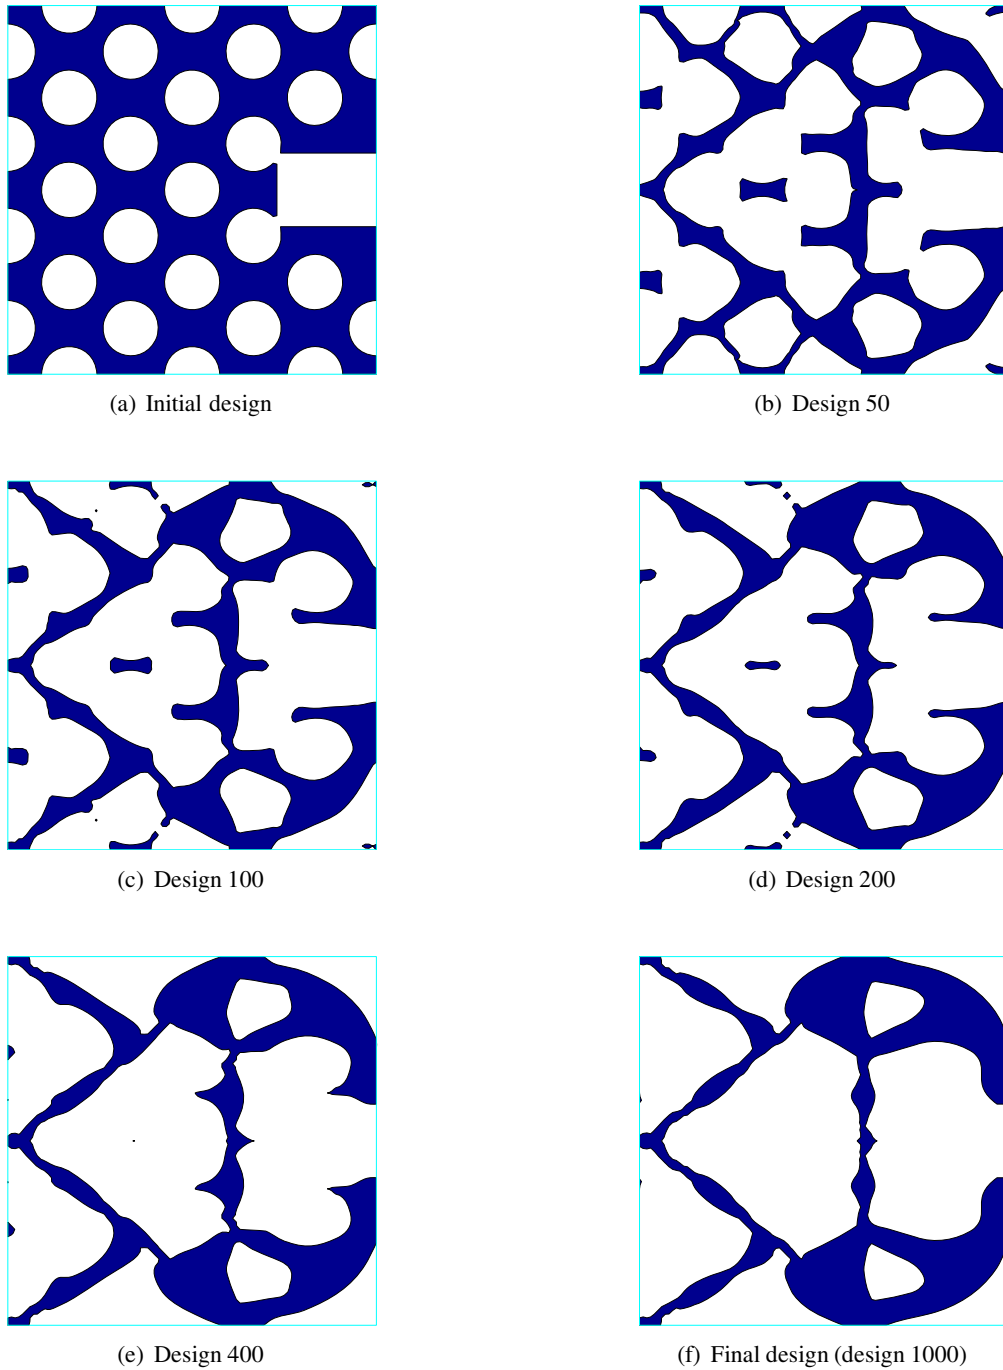 (a) Initial design
(b) Design 50
(c) Design 100
(d) Design 200
(e) Design 400
(f) Final design (design 1000)